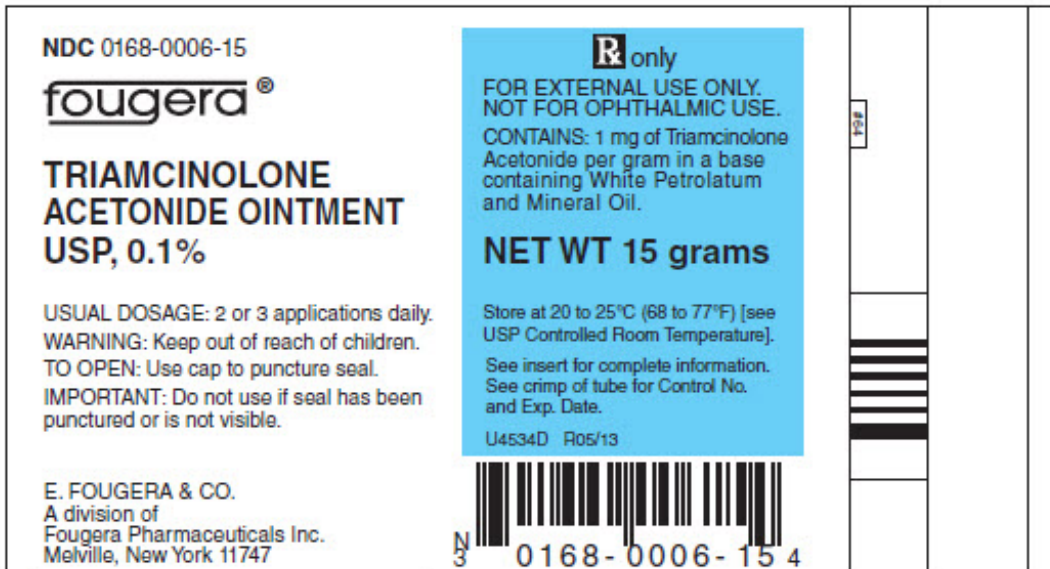 NDC 0168-0006-15
fougera®
TRIAMCINOLONE
ACETONIDE OINTMENT
USP, 0.1%
USUAL DOSAGE: 2 or 3 applications daily.
WARNING: Keep out of reach of children.
TO OPEN: Use cap to puncture seal.
IMPORTANT: Do not use if seal has been
punctured or is not visible.
E. FOUGERA & CO.
A division of
Fougera Pharmaceuticals Inc.
Melville, New York 11747
Rx only
FOR EXTERNAL USE ONLY.
NOT FOR OPHTHALMIC USE.
CONTAINS: 1 mg of Triamcinolone
Acetonide per gram in a base
containing White Petrolatum
and Mineral Oil.
NET WT 15 grams
Store at 20 to 25°C (68 to 77°F) [see
USP Controlled Room Temperature].
See insert for complete information.
See crimp of tube for Control No.
and Exp. Date.
U4534D R05/13
N
3 0168-0006-15 4
#64